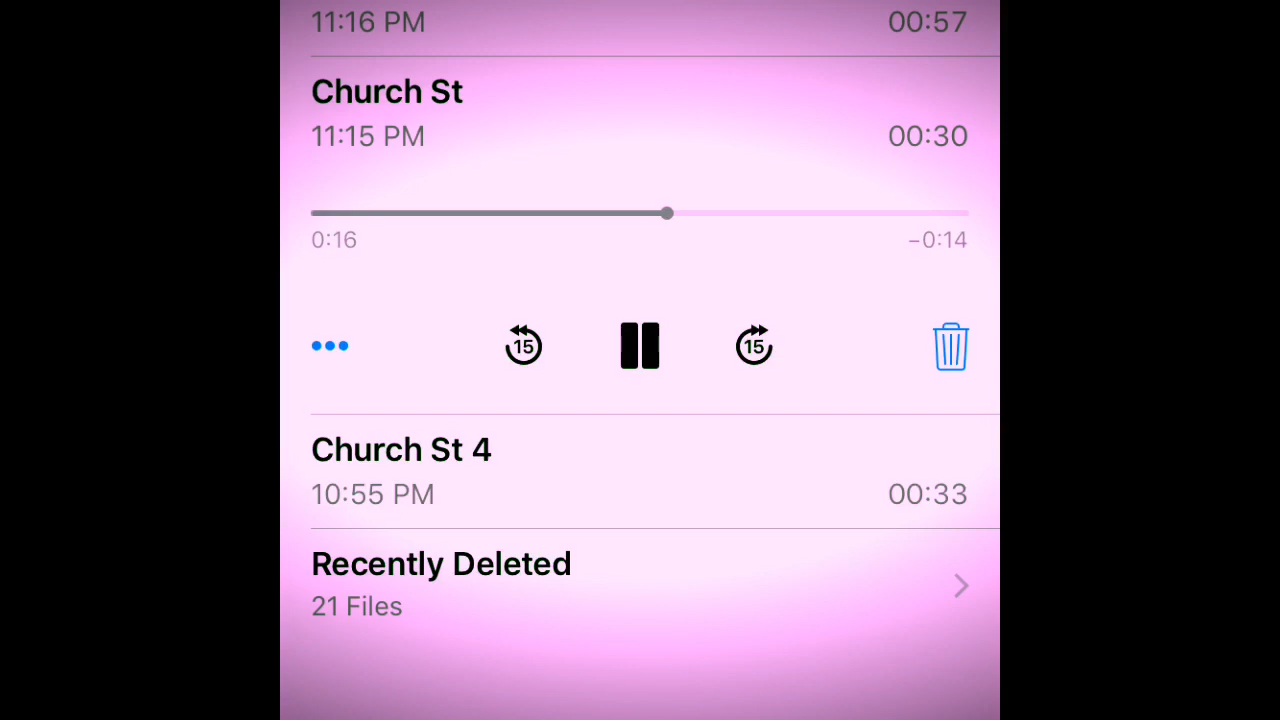 11:16 PM 00:57
Church St
11:15 PM 00:30
0:16 −0:14
15 15
Church St 4
10:55 PM 00:33
Recently Deleted
21 Files